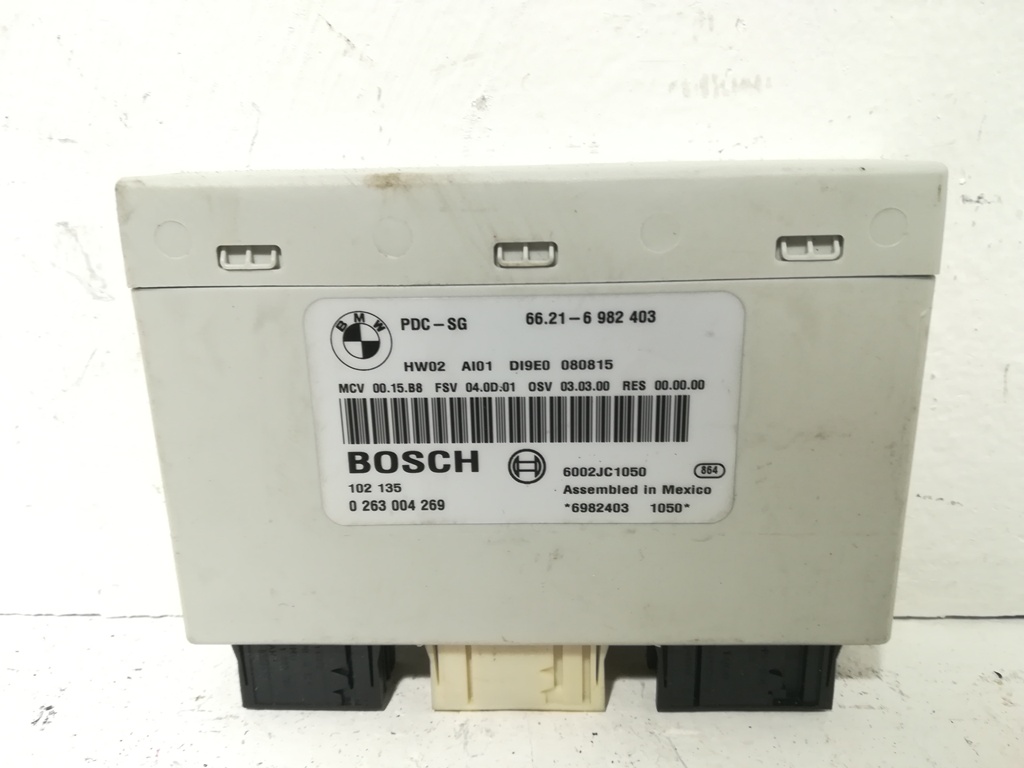 BMW
PDC-SG 66.21-6 982 403
HW02 AI01 DI9E0 080815
MCV 00.15.B8 FSV 04.0D.01 OSV 03.03.00 RES 00.00.00
BOSCH 6002JC1050 864
102 135 Assembled in Mexico
0 263 004 269 *6982403 1050*